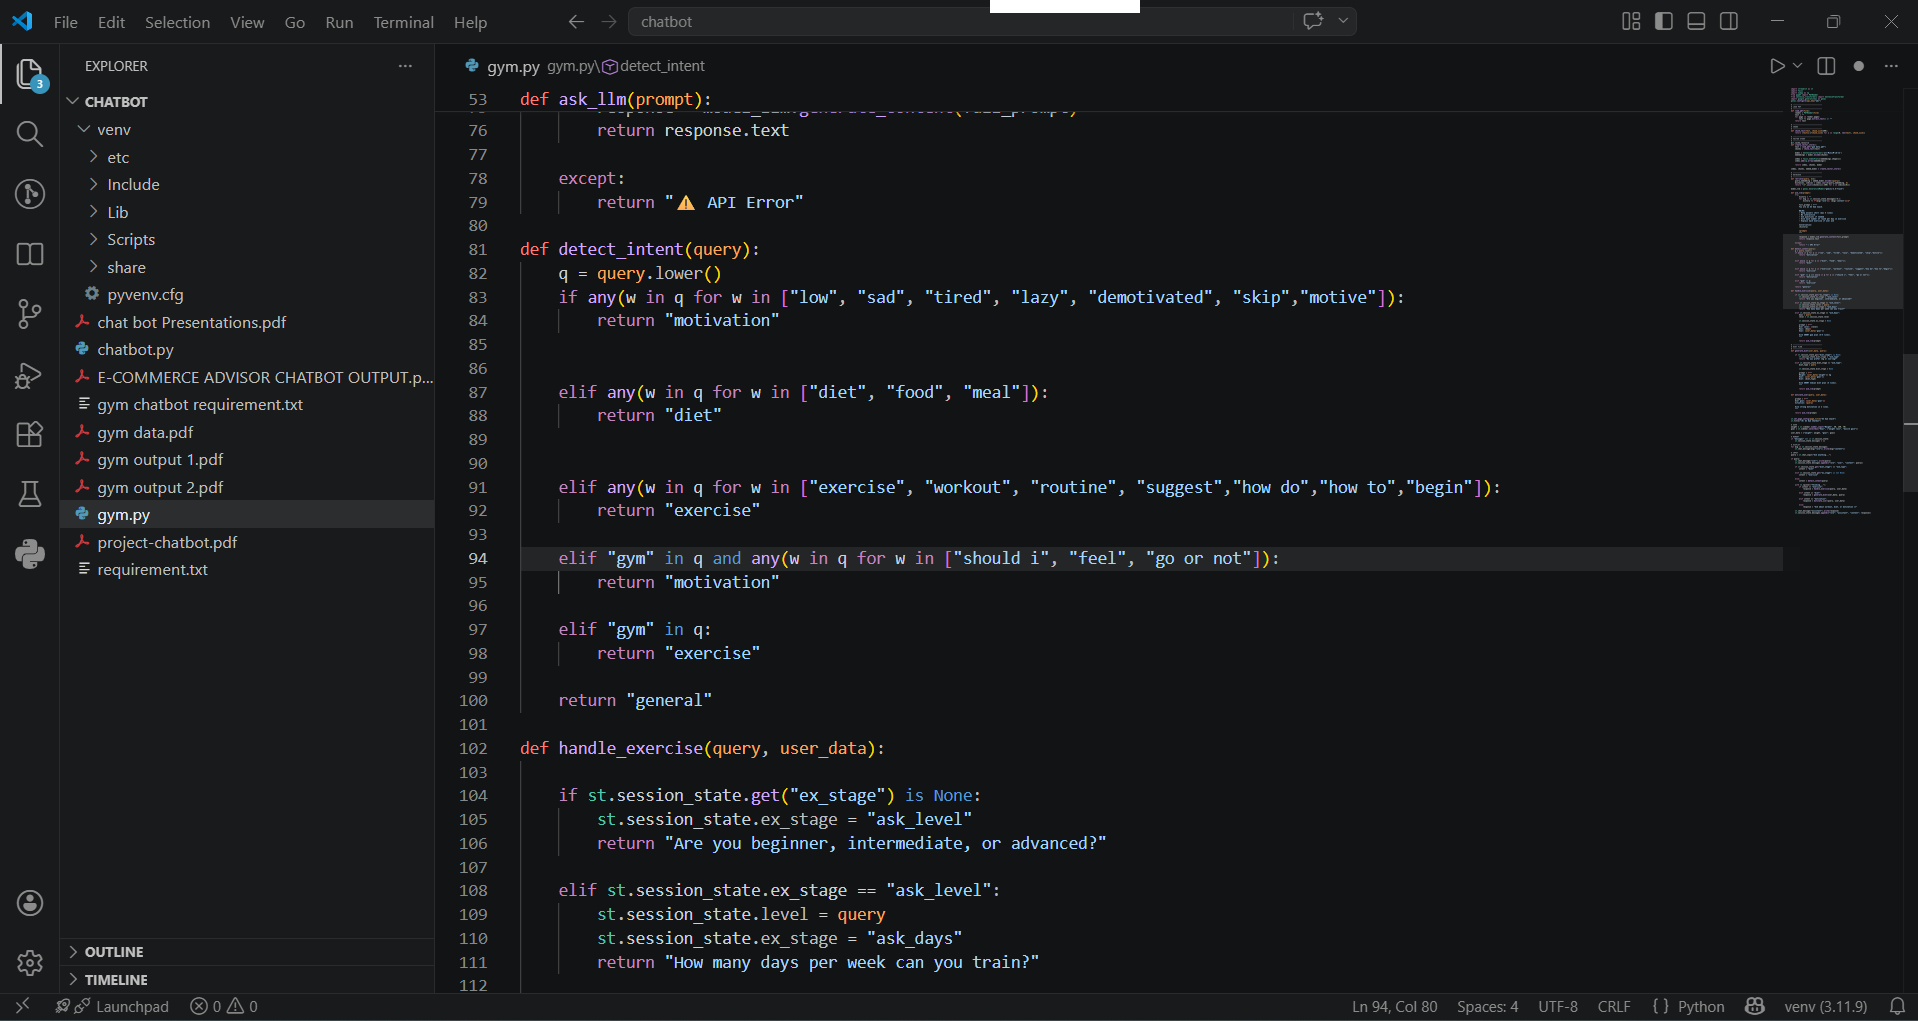 File Edit Selection View Go Run Terminal Help
chatbot
EXPLORER
CHATBOT
venv
etc
Include
Lib
Scripts
share
pyvenv.cfg
chat bot Presentations.pdf
chatbot.py
E-COMMERCE ADVISOR CHATBOT OUTPUT.p...
gym chatbot requirement.txt
gym data.pdf
gym output 1.pdf
gym output 2.pdf
gym.py
project-chatbot.pdf
requirement.txt
OUTLINE
TIMELINE
3
gym.py gym.py\detect_intent
53 def ask_llm(prompt):
76 return response.text
77
78 except:
79 return "⚠️ API Error"
80
81 def detect_intent(query):
82 q = query.lower()
83 if any(w in q for w in ["low", "sad", "tired", "lazy", "demotivated", "skip","motive"]):
84 return "motivation"
85
86
87 elif any(w in q for w in ["diet", "food", "meal"]):
88 return "diet"
89
90
91 elif any(w in q for w in ["exercise", "workout", "routine", "suggest","how do","how to","begin"]):
92 return "exercise"
93
94 elif "gym" in q and any(w in q for w in ["should i", "feel", "go or not"]):
95 return "motivation"
96
97 elif "gym" in q:
98 return "exercise"
99
100 return "general"
101
102 def handle_exercise(query, user_data):
103
104 if st.session_state.get("ex_stage") is None:
105 st.session_state.ex_stage = "ask_level"
106 return "Are you beginner, intermediate, or advanced?"
107
108 elif st.session_state.ex_stage == "ask_level":
109 st.session_state.level = query
110 st.session_state.ex_stage = "ask_days"
111 return "How many days per week can you train?"
112
Launchpad 0 0 Ln 94, Col 80 Spaces: 4 UTF-8 CRLF { } Python venv (3.11.9)